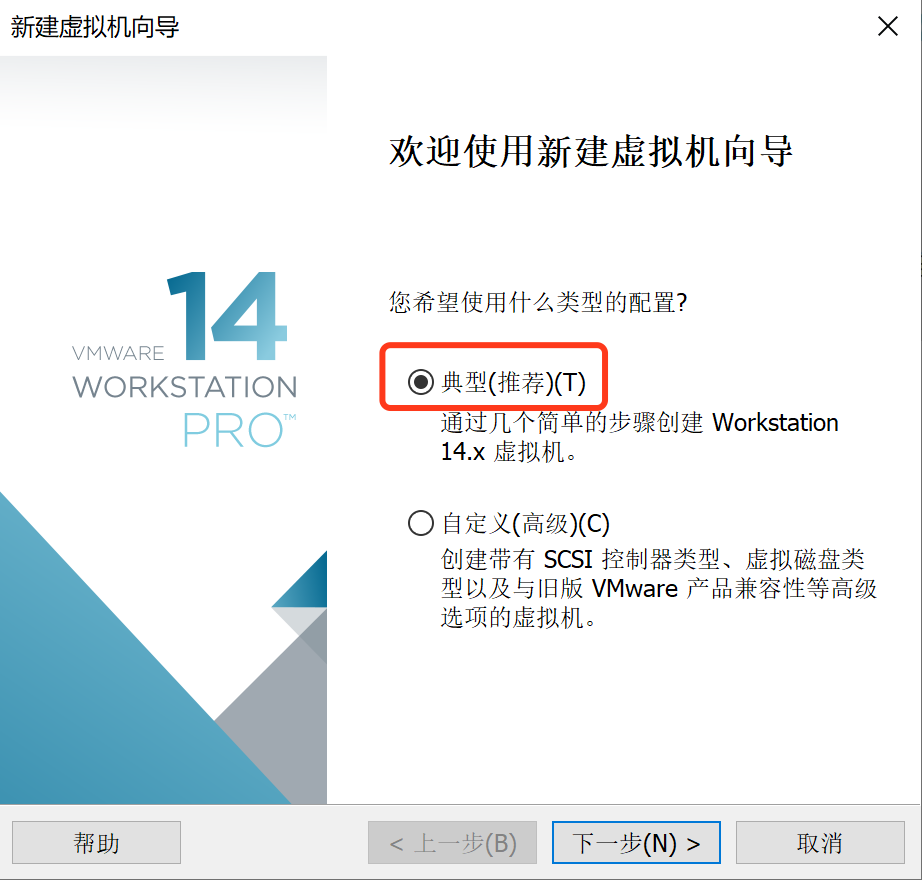 新建虚拟机向导
欢迎使用新建虚拟机向导
14
VMWARE
WORKSTATION
PRO™
您希望使用什么类型的配置?
典型(推荐)(T)
通过几个简单的步骤创建 Workstation
14.x 虚拟机。
自定义(高级)(C)
创建带有 SCSI 控制器类型、虚拟磁盘类
型以及与旧版 VMware 产品兼容性等高级
选项的虚拟机。
帮助
< 上一步(B)
下一步(N) >
取消